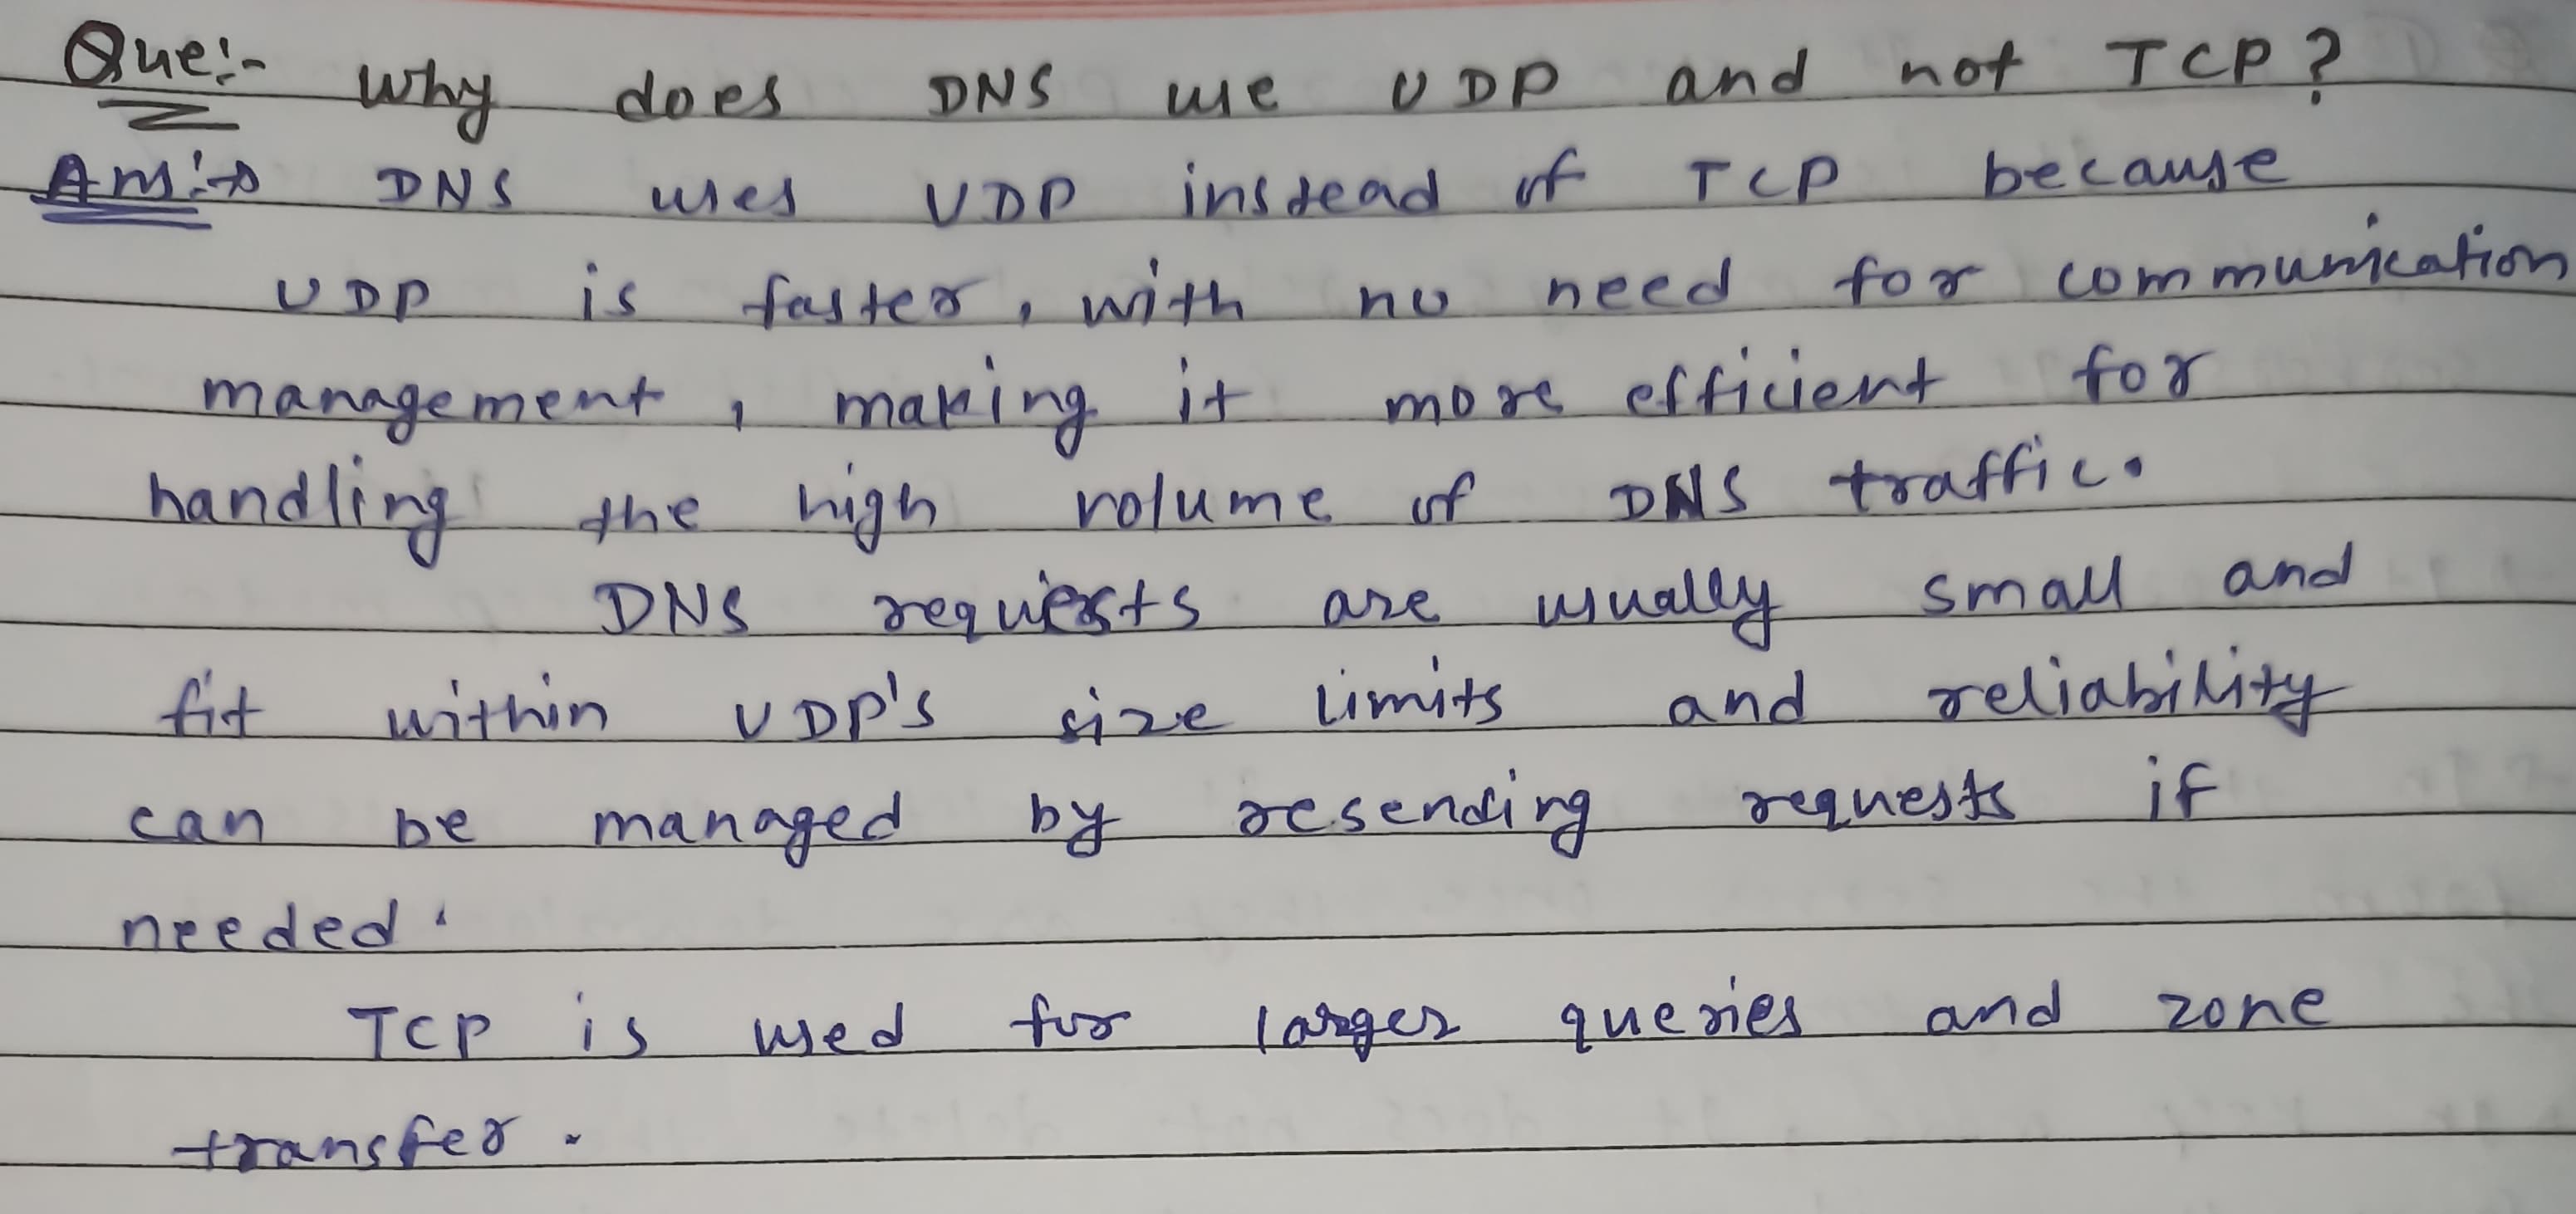 Que:- Why does DNS use UDP and not TCP?
Ans:→ DNS uses UDP instead of TCP because
UDP is faster, with no need for communication
management, making it more efficient for
handling the high volume of DNS traffic.
DNS requests are usually small and
fit within UDP's size limits and reliability
can be managed by resending requests if
needed.
TCP is used for larger queries and zone
transfer.